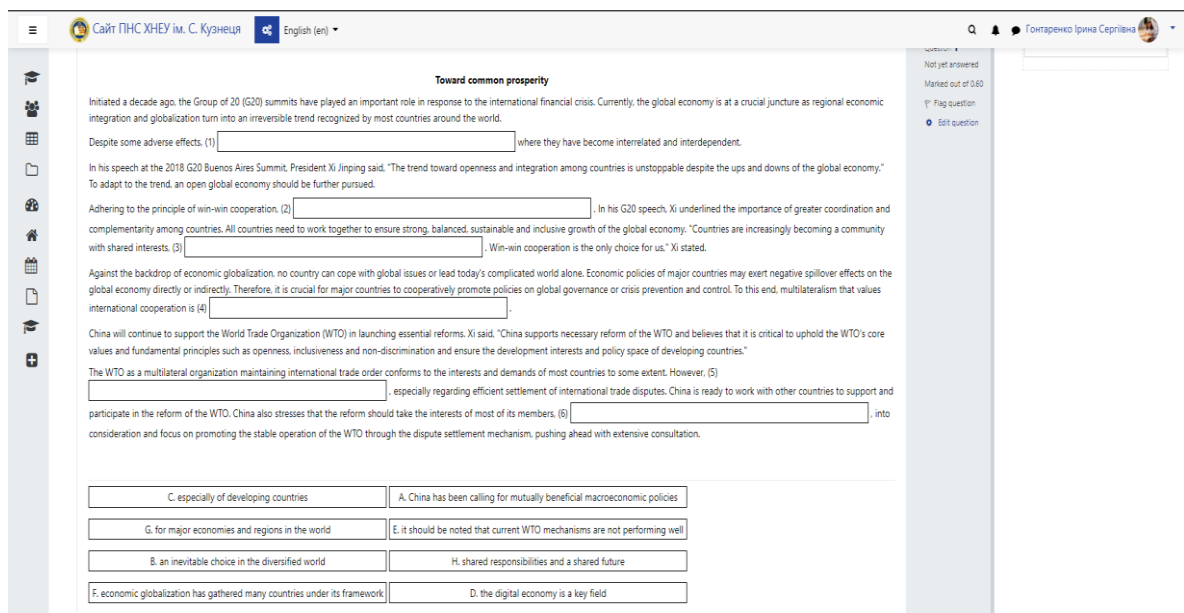 Сайт ПНС ХНЕУ ім. С. Кузнеця
English (en)
Гонтаренко Ірина Сергіївна
Question 1
Not yet answered
Marked out of 0.60
Flag question
Edit question
Toward common prosperity
Initiated a decade ago, the Group of 20 (G20) summits have played an important role in response to the international financial crisis. Currently, the global economy is at a crucial juncture as regional economic
integration and globalization turn into an irreversible trend recognized by most countries around the world.
Despite some adverse effects, (1) where they have become interrelated and interdependent.
In his speech at the 2018 G20 Buenos Aires Summit, President Xi Jinping said, "The trend toward openness and integration among countries is unstoppable despite the ups and downs of the global economy."
To adapt to the trend, an open global economy should be further pursued.
Adhering to the principle of win-win cooperation, (2) . In his G20 speech, Xi underlined the importance of greater coordination and
complementarity among countries. All countries need to work together to ensure strong, balanced, sustainable and inclusive growth of the global economy. "Countries are increasingly becoming a community
with shared interests, (3) . Win-win cooperation is the only choice for us," Xi stated.
Against the backdrop of economic globalization, no country can cope with global issues or lead today's complicated world alone. Economic policies of major countries may exert negative spillover effects on the
global economy directly or indirectly. Therefore, it is crucial for major countries to cooperatively promote policies on global governance or crisis prevention and control. To this end, multilateralism that values
international cooperation is (4) .
China will continue to support the World Trade Organization (WTO) in launching essential reforms. Xi said, "China supports necessary reform of the WTO and believes that it is critical to uphold the WTO's core
values and fundamental principles such as openness, inclusiveness and non-discrimination and ensure the development interests and policy space of developing countries."
The WTO as a multilateral organization maintaining international trade order conforms to the interests and demands of most countries to some extent. However, (5)
, especially regarding efficient settlement of international trade disputes. China is ready to work with other countries to support and
participate in the reform of the WTO. China also stresses that the reform should take the interests of most of its members, (6) , into
consideration and focus on promoting the stable operation of the WTO through the dispute settlement mechanism, pushing ahead with extensive consultation.
C. especially of developing countries A. China has been calling for mutually beneficial macroeconomic policies
G. for major economies and regions in the world E. it should be noted that current WTO mechanisms are not performing well
B. an inevitable choice in the diversified world H. shared responsibilities and a shared future
F. economic globalization has gathered many countries under its framework D. the digital economy is a key field